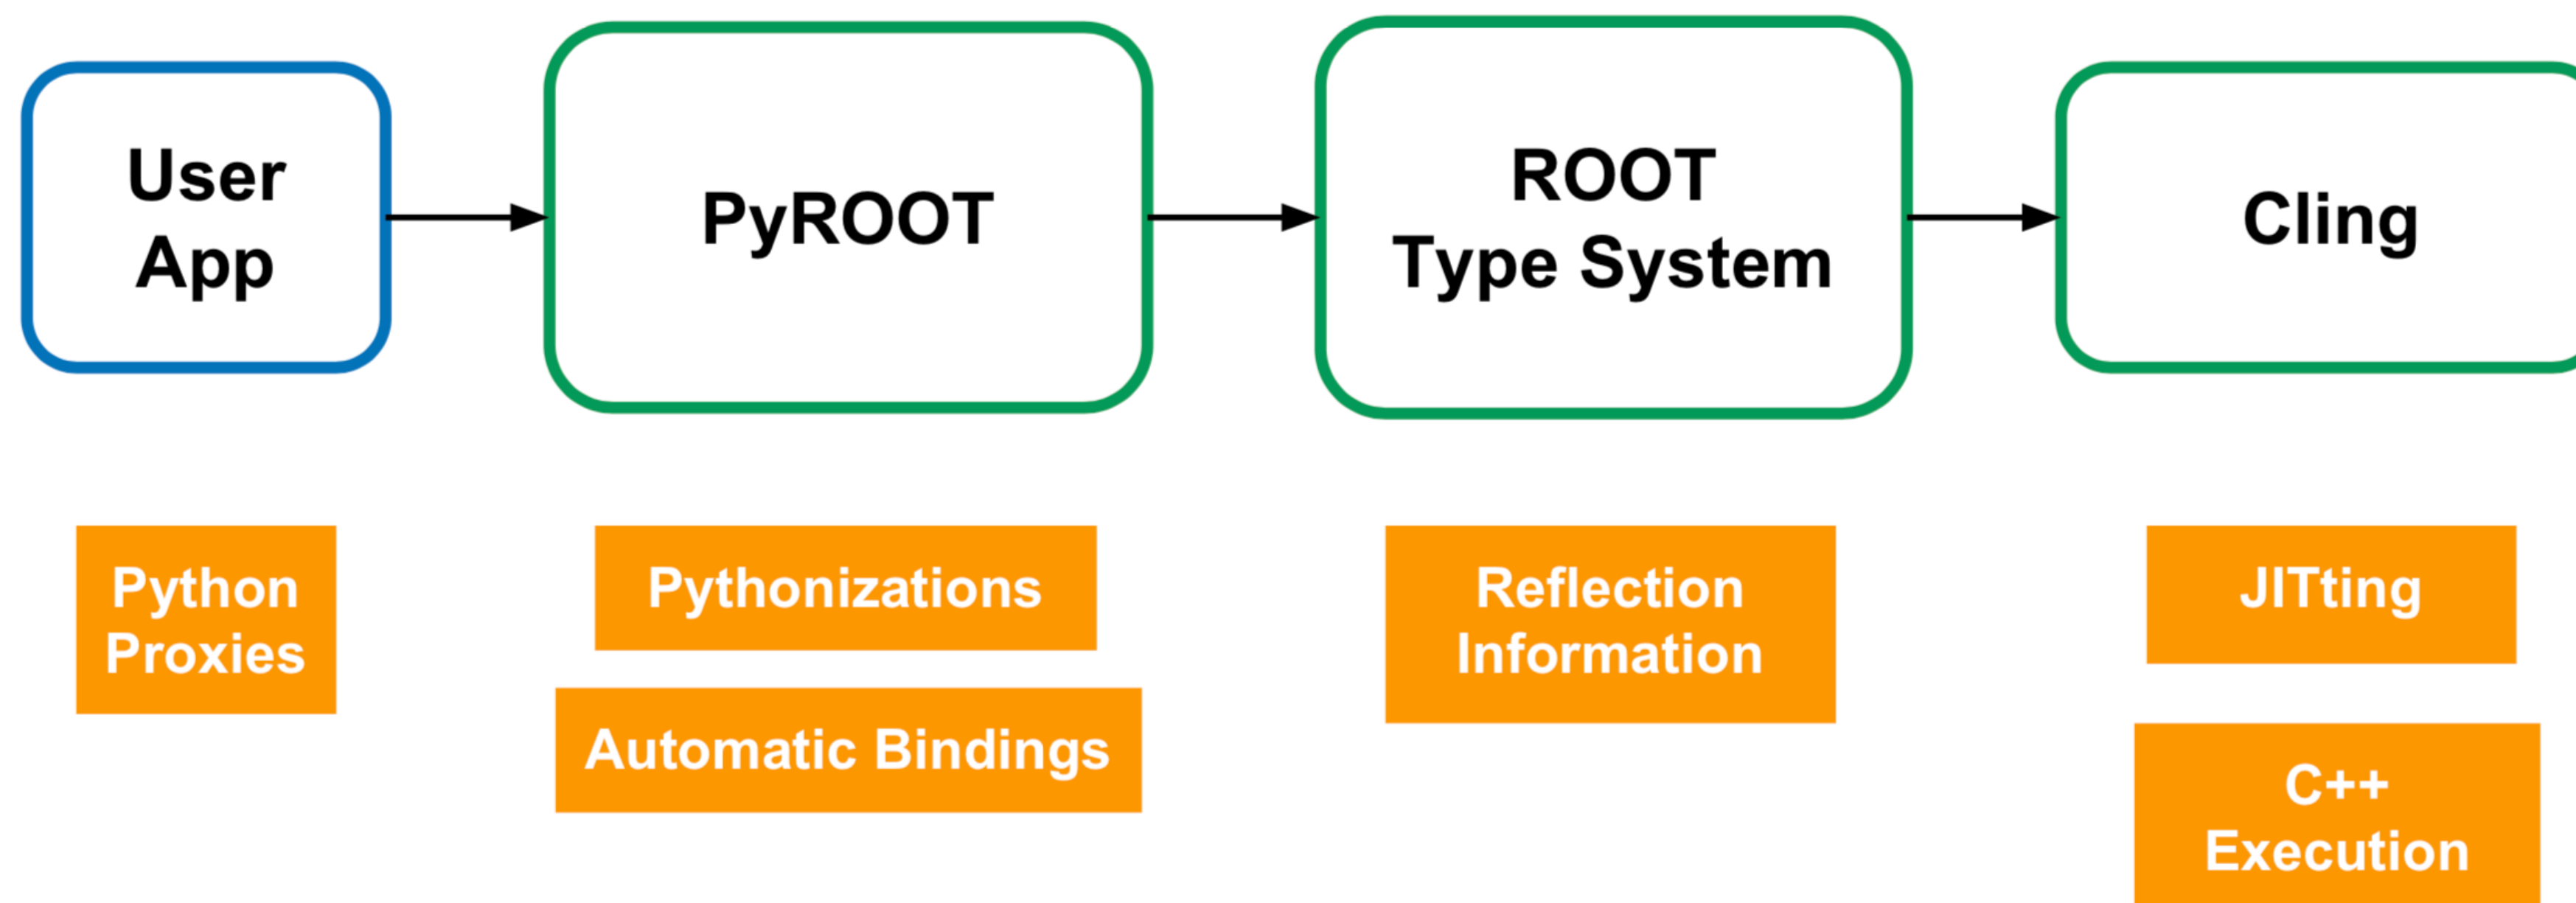 User
App
PyROOT
ROOT
Type System
Cling
Python
Proxies
Pythonizations
Automatic Bindings
Reflection
Information
JITting
C++
Execution